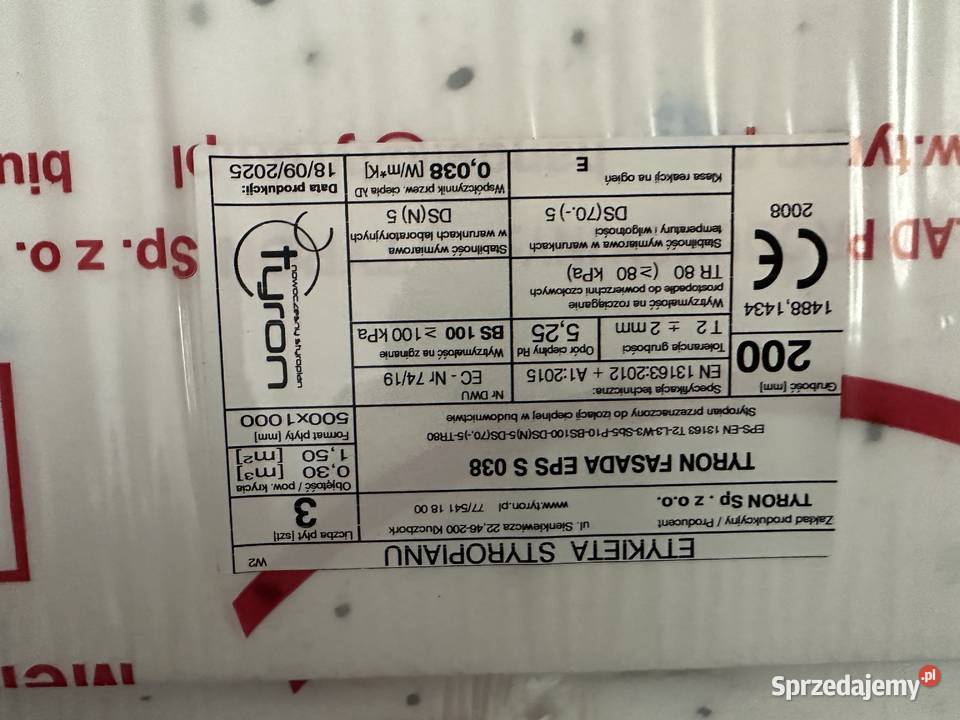 ETYKIETA STYROPIANU
W2
Zakład produkcyjny / Producent
TYRON Sp . z o.o.
ul. Sienkiewicza 22,46-200 Kluczbork
www.tyron.pl 77/541 18 00
Liczba płyt [szt]
3
TYRON FASADA EPS S 038
EPS-EN 13163 T2-L3-W3-Sb5-P10-BS100-DS(N)5-DS(70,-)5-TR80
Styropian przeznaczony do izolacji cieplnej w budownictwie
Objętość / pow. krycia
0,30 [m3]
1,50 [m2]
Format płyty [mm]
500x1000
Grubość [mm]
200
Specyfikacja techniczna:
EN 13163:2012 + A1:2015
Nr DWU
EC - Nr 74/19
Tolerancja grubości
T2 ± 2 mm
Opór cieplny Rd
5,25
Wytrzymałość na zginanie
BS 100 ≥ 100 kPa
1488,1434
CE
2008
Wytrzymałość na rozciąganie
prostopadłe do powierzchni czołowych
TR 80 (≥ 80 kPa)
Stabilność wymiarowa w warunkach
temperatury i wilgotności
DS(70.-) 5
Stabilność wymiarowa
w warunkach laboratoryjnych
DS(N) 5
Klasa reakcji na ogień
E
Współczynnik przew. ciepła λD
0,038 [W/m*K]
tyron
nowoczesny styropian
Data produkcji:
18/09/2025
w.ty
biu
Sp. z o.
Sprzedajemy.pl